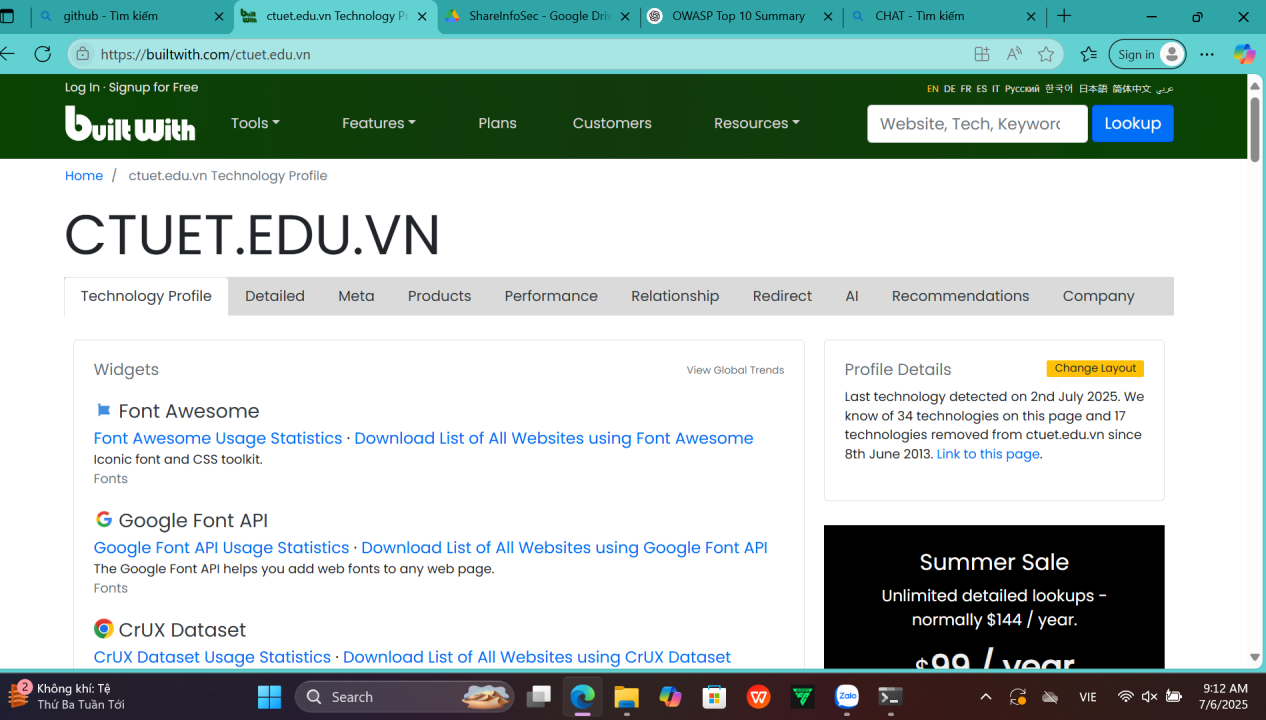 github - Tìm kiếm
ctuet.edu.vn Technology Pr
ShareInfoSec - Google Driv
OWASP Top 10 Summary
CHAT - Tìm kiếm
https://builtwith.com/ctuet.edu.vn
Sign in
Log In · Signup for Free
EN DE FR ES IT Русский 한국어 日本語 简体中文 عربي
built with
Tools
Features
Plans
Customers
Resources
Website, Tech, Keyword
Lookup
Home / ctuet.edu.vn Technology Profile
CTUET.EDU.VN
Technology Profile
Detailed
Meta
Products
Performance
Relationship
Redirect
AI
Recommendations
Company
Widgets
View Global Trends
Font Awesome
Font Awesome Usage Statistics · Download List of All Websites using Font Awesome
Iconic font and CSS toolkit.
Fonts
Google Font API
Google Font API Usage Statistics · Download List of All Websites using Google Font API
The Google Font API helps you add web fonts to any web page.
Fonts
CrUX Dataset
CrUX Dataset Usage Statistics · Download List of All Websites using CrUX Dataset
Profile Details
Change Layout
Last technology detected on 2nd July 2025. We
know of 34 technologies on this page and 17
technologies removed from ctuet.edu.vn since
8th June 2013. Link to this page.
Summer Sale
Unlimited detailed lookups -
normally $144 / year.
$99 / year
2
Không khí: Tệ
Thứ Ba Tuần Tới
Search
Zalo
VIE
9:12 AM
7/6/2025